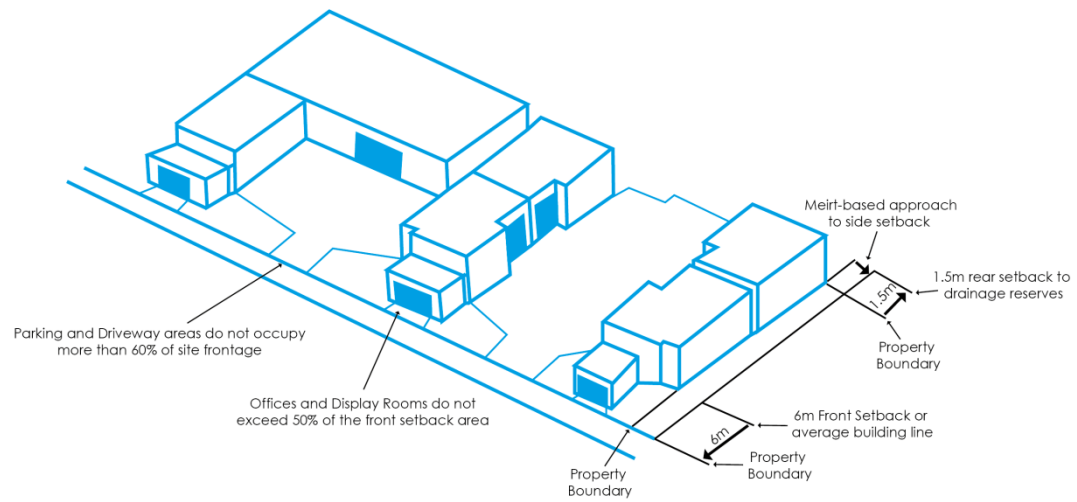 Meirt-based approach
to side setback
1.5m rear setback to
drainage reserves
1.5m
Property
Boundary
Parking and Driveway areas do not occupy
more than 60% of site frontage
Offices and Display Rooms do not
exceed 50% of the front setback area
6m Front Setback or
average building line
6m
Property
Boundary
Property
Boundary